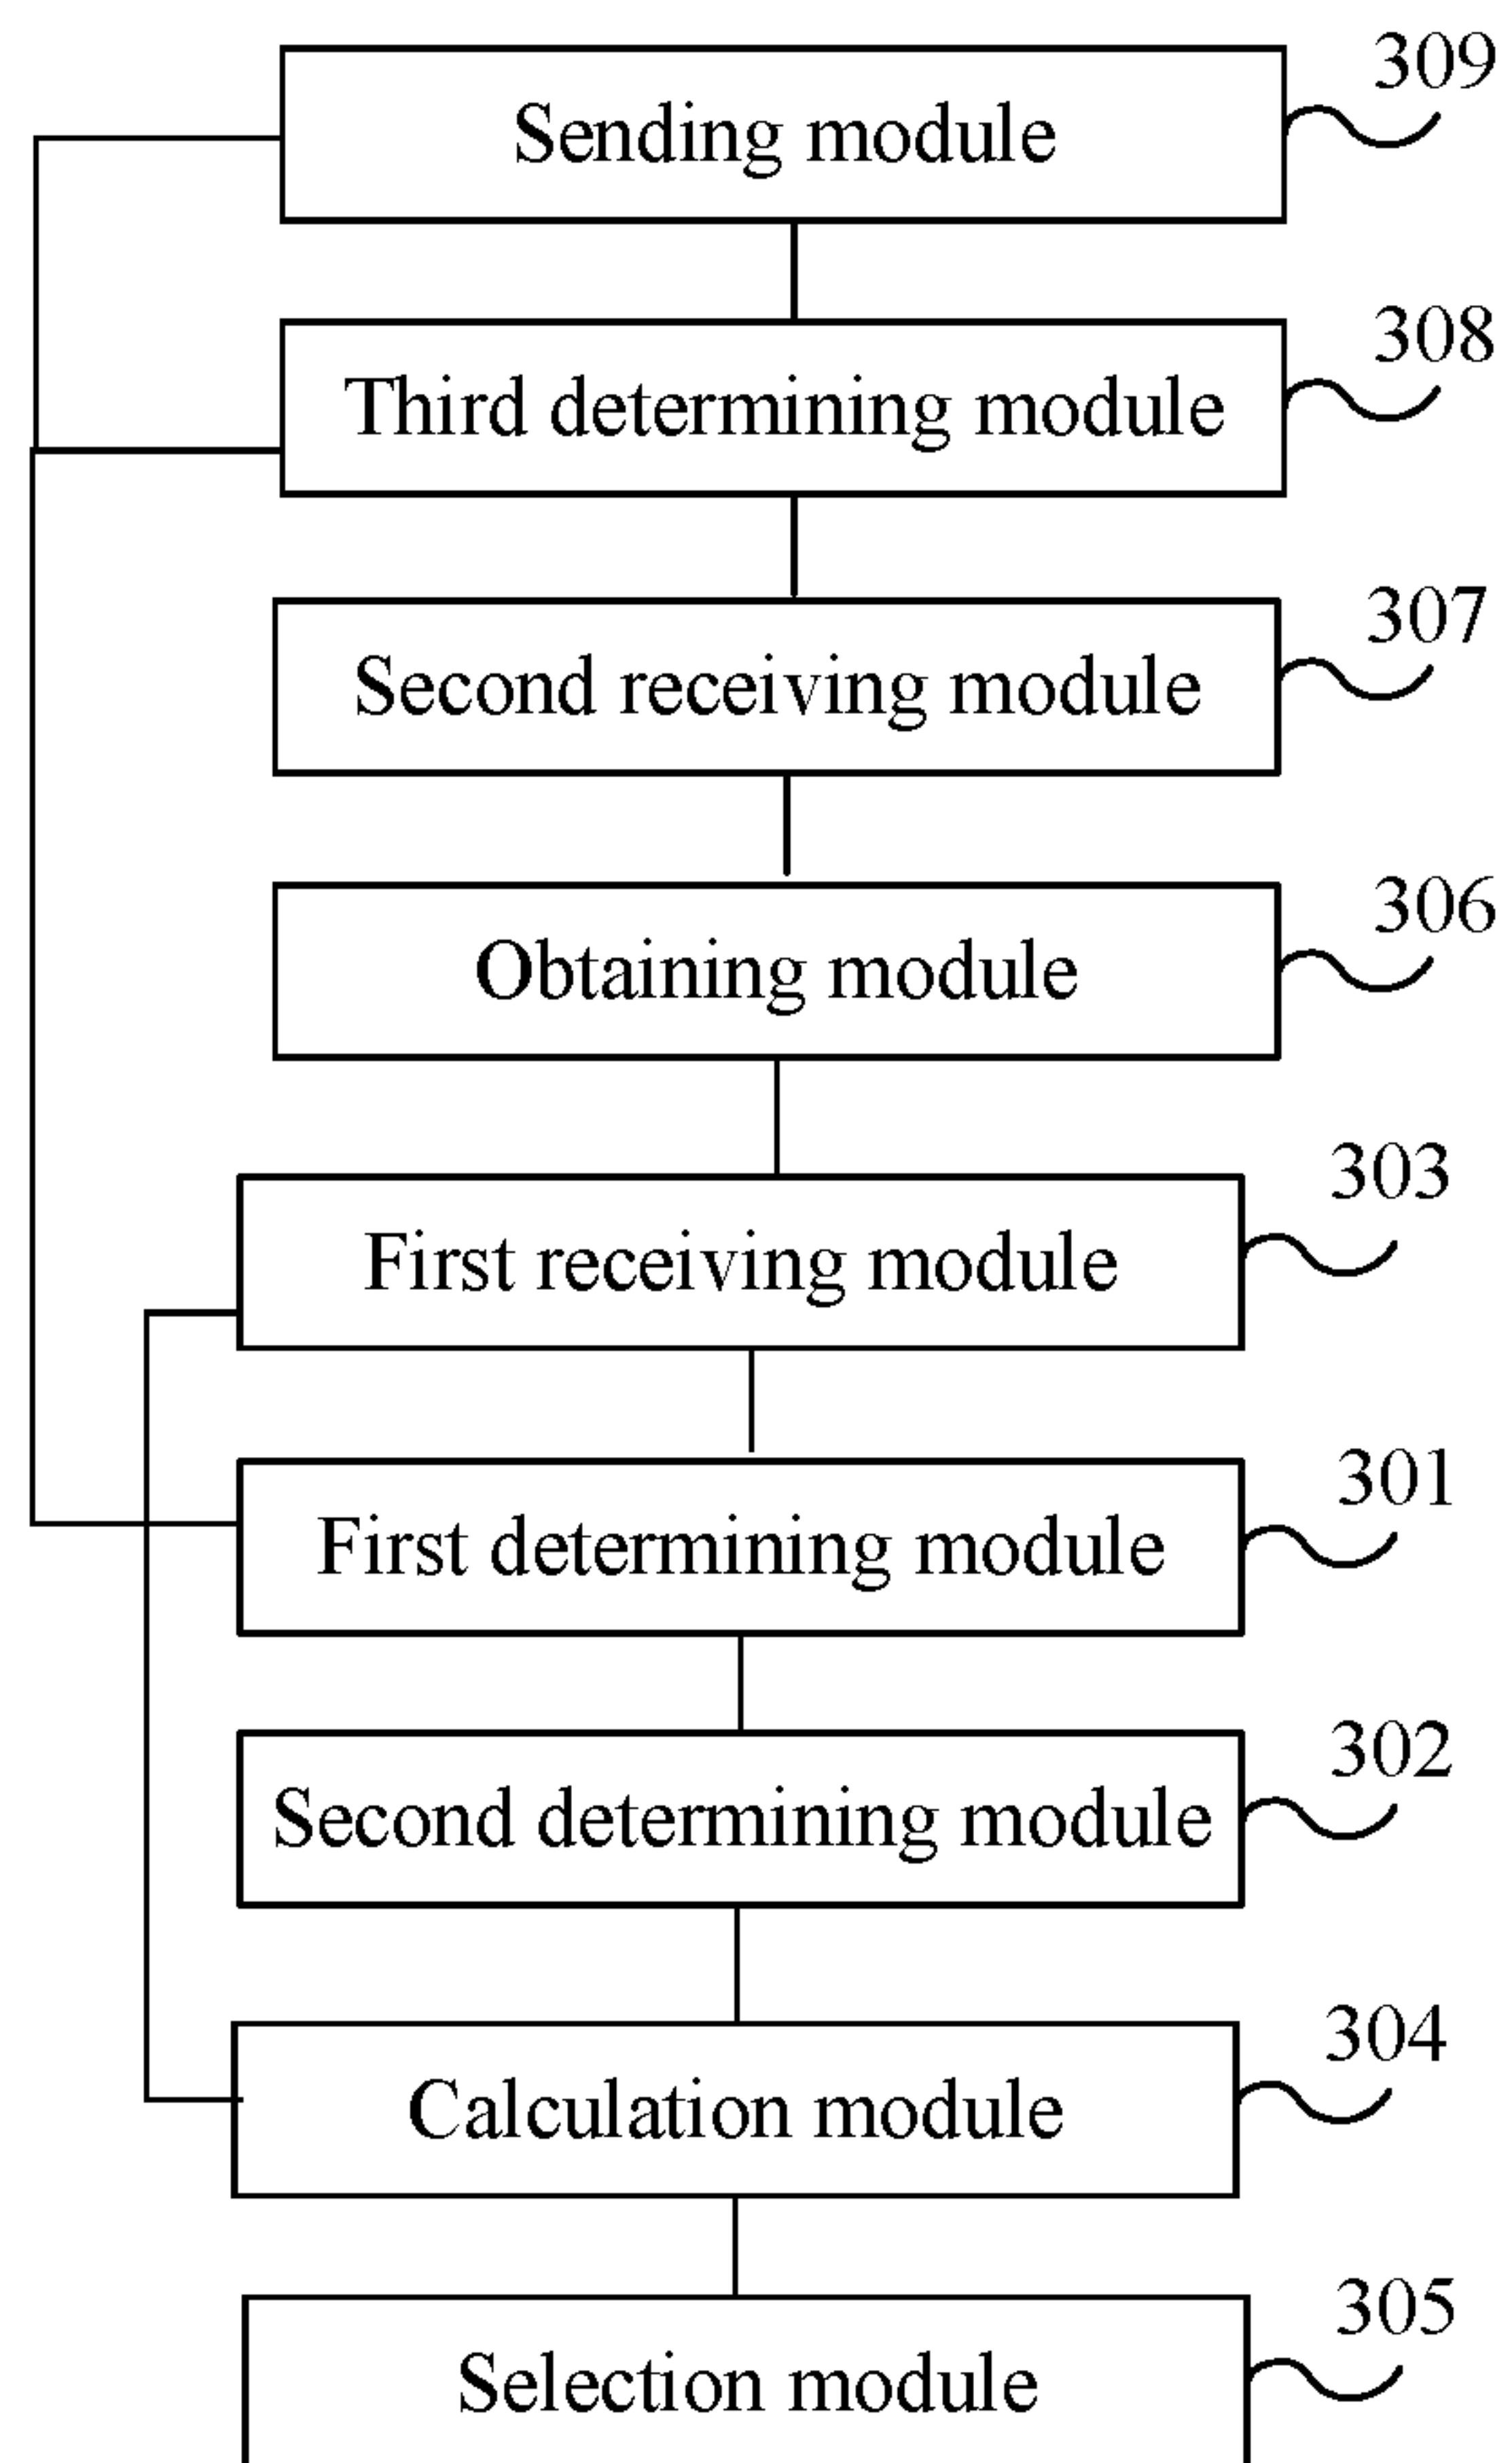 309
Sending module
308
Third determining module
307
Second receiving module
306
Obtaining module
303
First receiving module
301
First determining module
302
Second determining module
304
Calculation module
305
Selection module